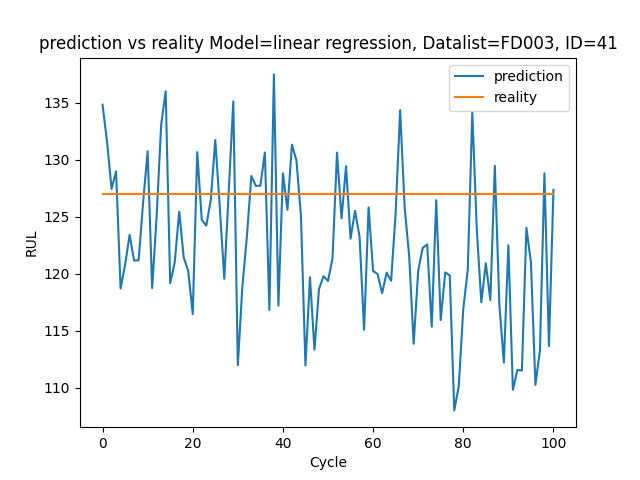 prediction vs reality Model=linear regression, Datalist=FD003, ID=41
prediction
reality
135
130
125
120
115
110
RUL
0 20 40 60 80 100
Cycle